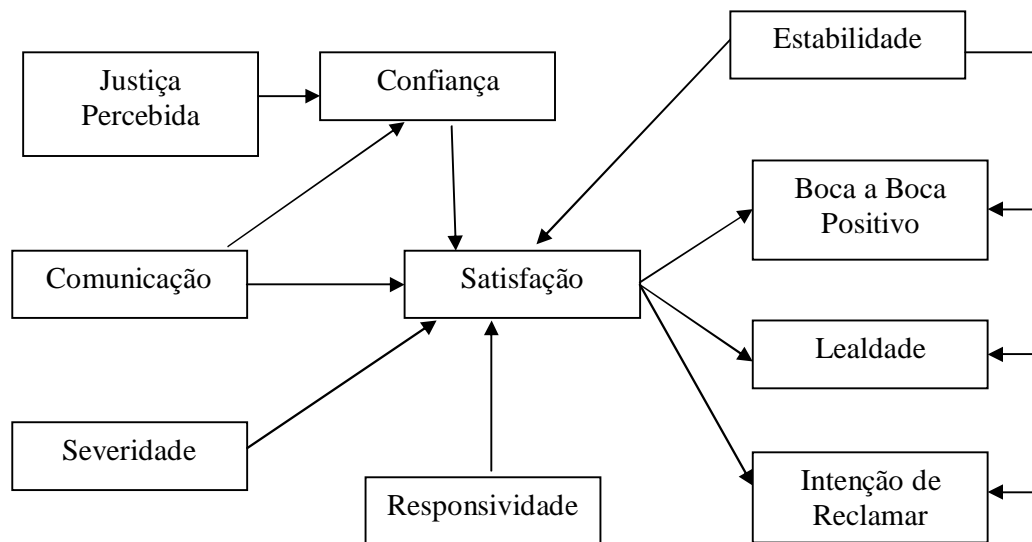 Estabilidade
Justiça
Percebida
Confiança
Boca a Boca
Positivo
Comunicação
Satisfação
Lealdade
Severidade
Responsividade
Intenção de
Reclamar